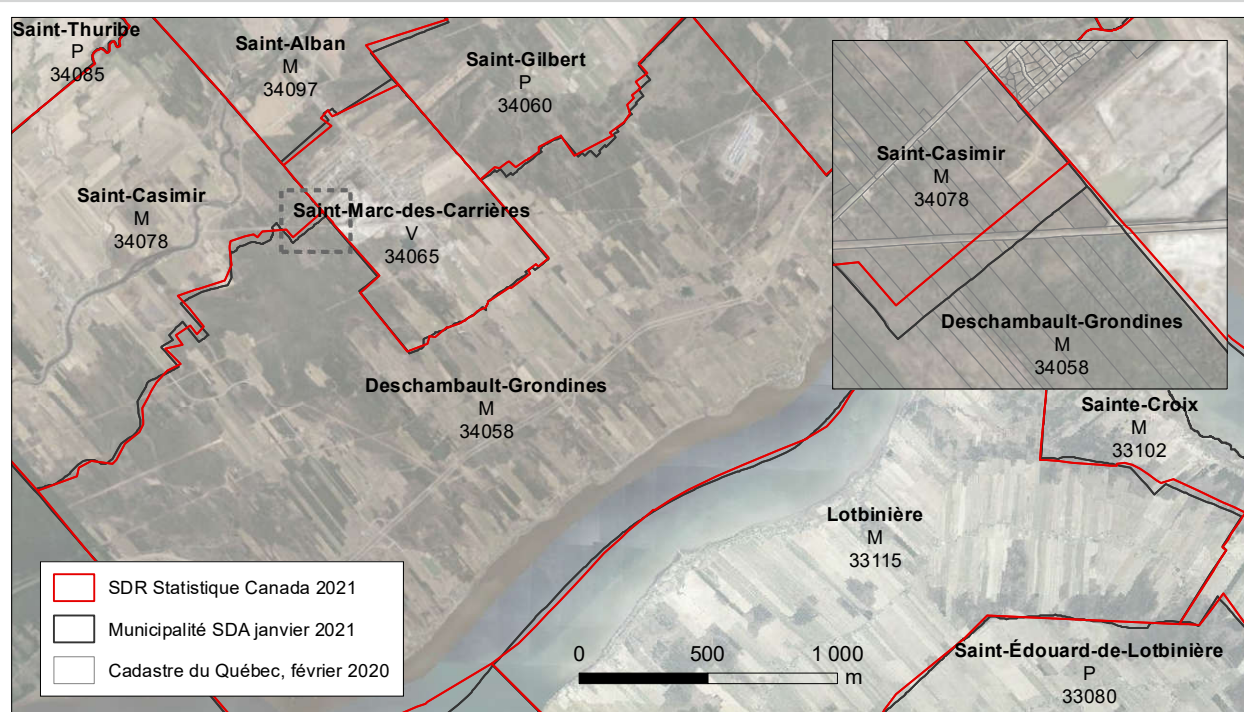 Saint-Thuribe
P
34085
Saint-Alban
M
34097
Saint-Gilbert
P
34060
Saint-Casimir
M
34078
Saint-Marc-des-Carrières
V
34065
Deschambault-Grondines
M
34058
Saint-Casimir
M
34078
Deschambault-Grondines
M
34058
Sainte-Croix
M
33102
Lotbinière
M
33115
Saint-Édouard-de-Lotbinière
P
33080
SDR Statistique Canada 2021
Municipalité SDA janvier 2021
Cadastre du Québec, février 2020
0 500 1 000
m